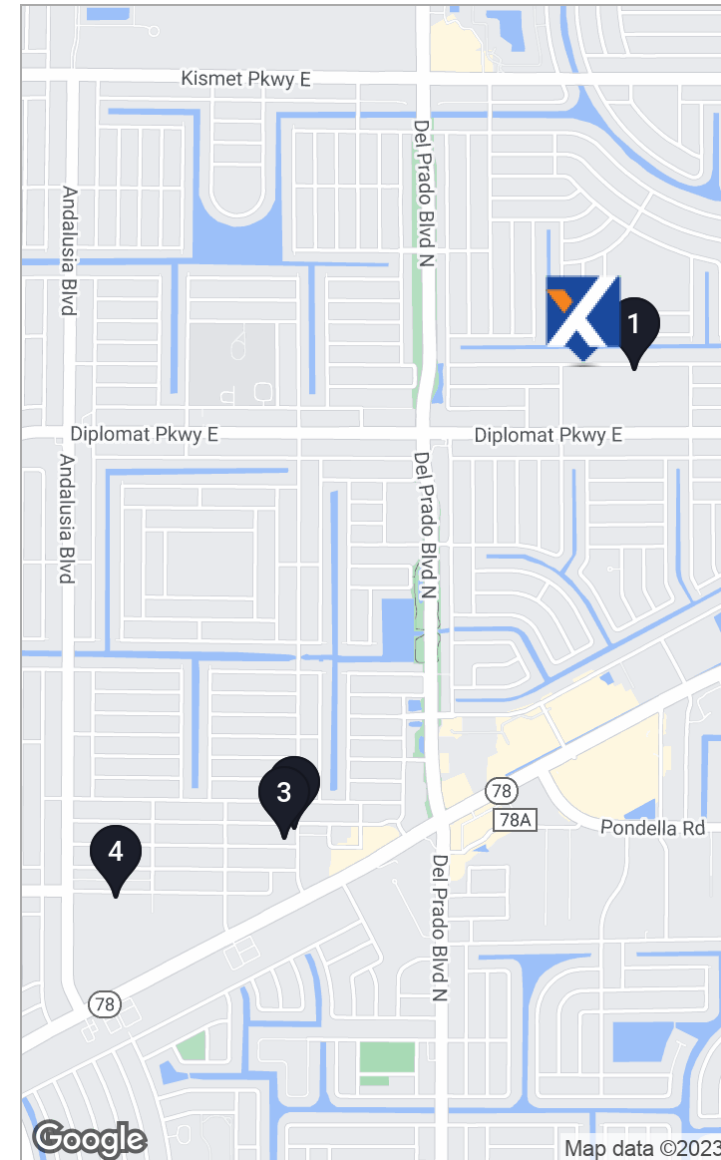 Kismet Pkwy E
Del Prado Blvd N
Andalusia Blvd
1
Diplomat Pkwy E
Diplomat Pkwy E
Andalusia Blvd
Del Prado Blvd N
3
78
78A
Pondella Rd
4
Del Prado Blvd N
78
Google
Map data ©2023